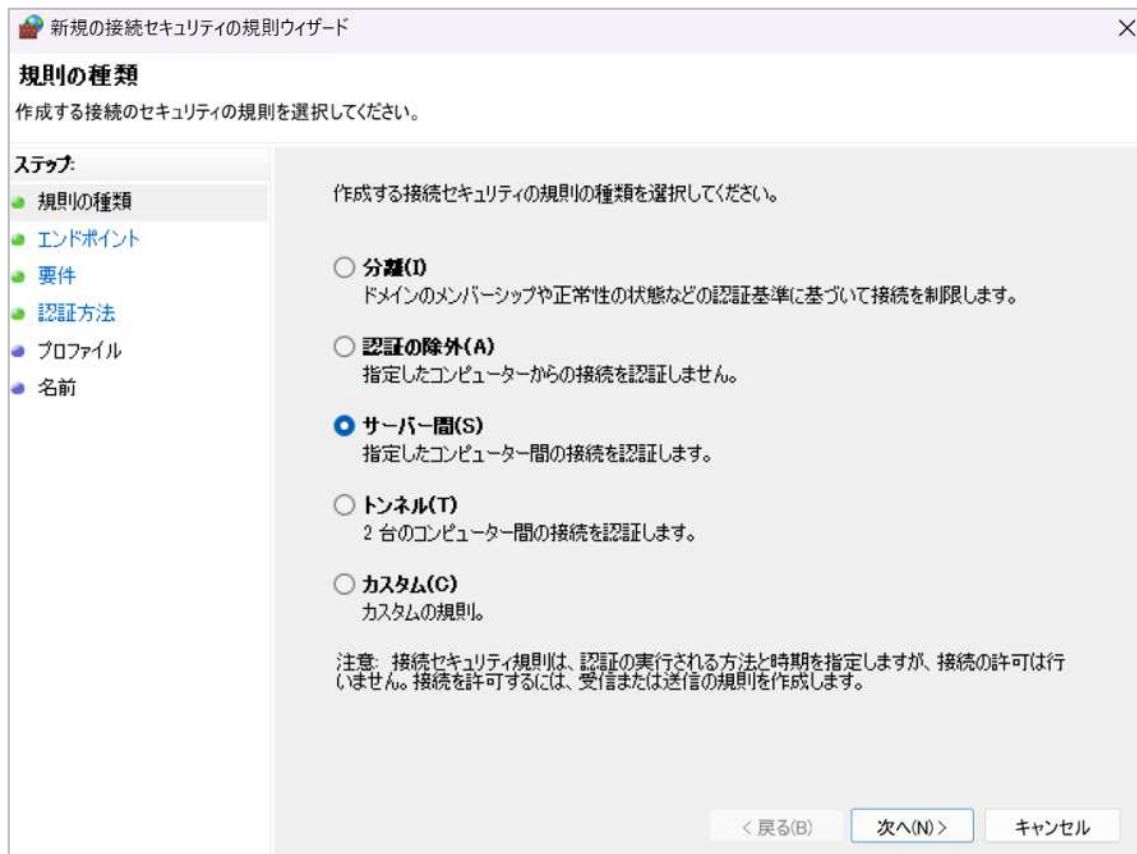 新規の接続セキュリティの規則ウィザード
規則の種類
作成する接続のセキュリティの規則を選択してください。
ステップ:
規則の種類
エンドポイント
要件
認証方法
プロファイル
名前
作成する接続セキュリティの規則の種類を選択してください。
分離(I)
ドメインのメンバーシップや正常性の状態などの認証基準に基づいて接続を制限します。
認証の除外(A)
指定したコンピューターからの接続を認証しません。
サーバー間(S)
指定したコンピューター間の接続を認証します。
トンネル(T)
2 台のコンピューター間の接続を認証します。
カスタム(C)
カスタムの規則。
注意: 接続セキュリティ規則は、認証の実行される方法と時期を指定しますが、接続の許可は行
いません。接続を許可するには、受信または送信の規則を作成します。
< 戻る(B)
次へ(N) >
キャンセル